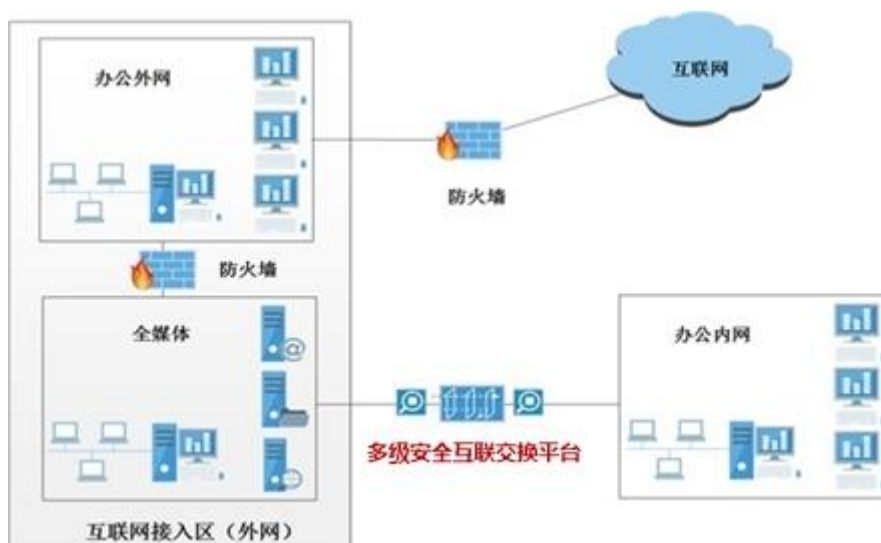 办公外网
互联网
防火墙
防火墙
全媒体
办公内网
多级安全互联交换平台
互联网接入区（外网）